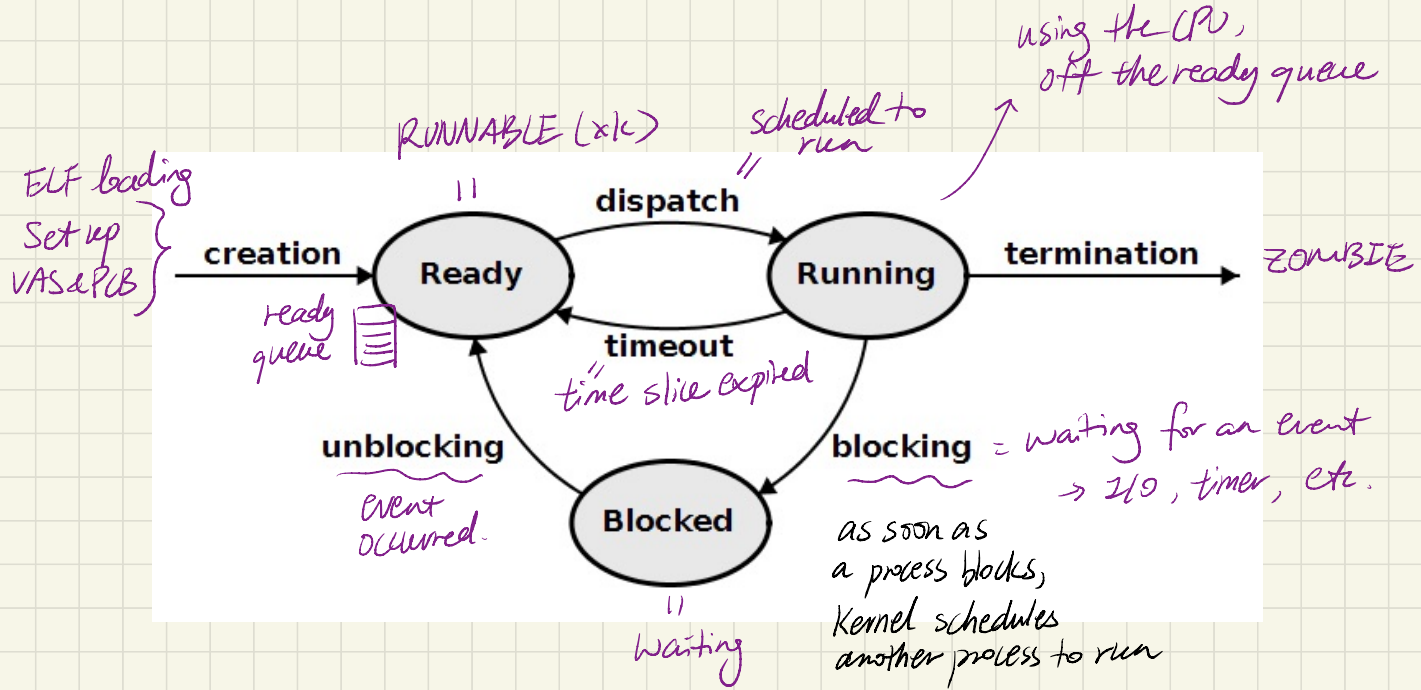 using the CPU,
off the ready queue
scheduled to
run
RUNNABLE (xk)
ELF loading
Set up
VAS & PCB
creation
Ready
dispatch
Running
termination
ZOMBIE
ready
queue
timeout
time slice expired
unblocking
event
occurred.
blocking
= waiting for an event
→ I/O, timer, etc.
Blocked
waiting
as soon as
a process blocks,
Kernel schedules
another process to run